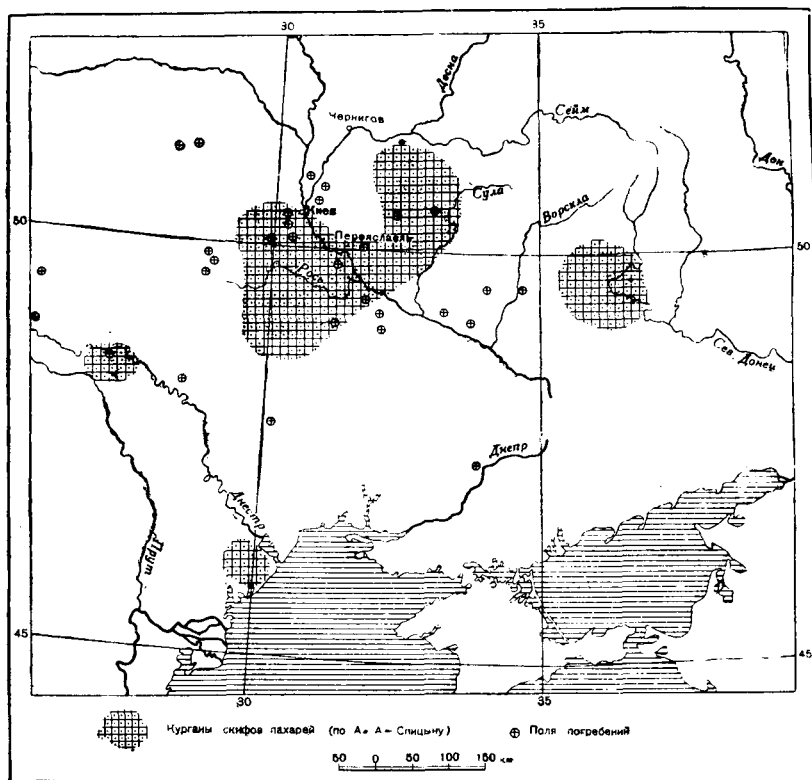 30
35
Десна
Чернигов
Сейм
Дон
Сула
50
Киев
Ворскла
Переяславль
50
Рось
Сев. Донец
Днепр
Днестр
Прут
45
45
30
35
Курганы скифов пахарей (по А. А. Спицыну)
Поля погребений
50 0 50 100 150 км